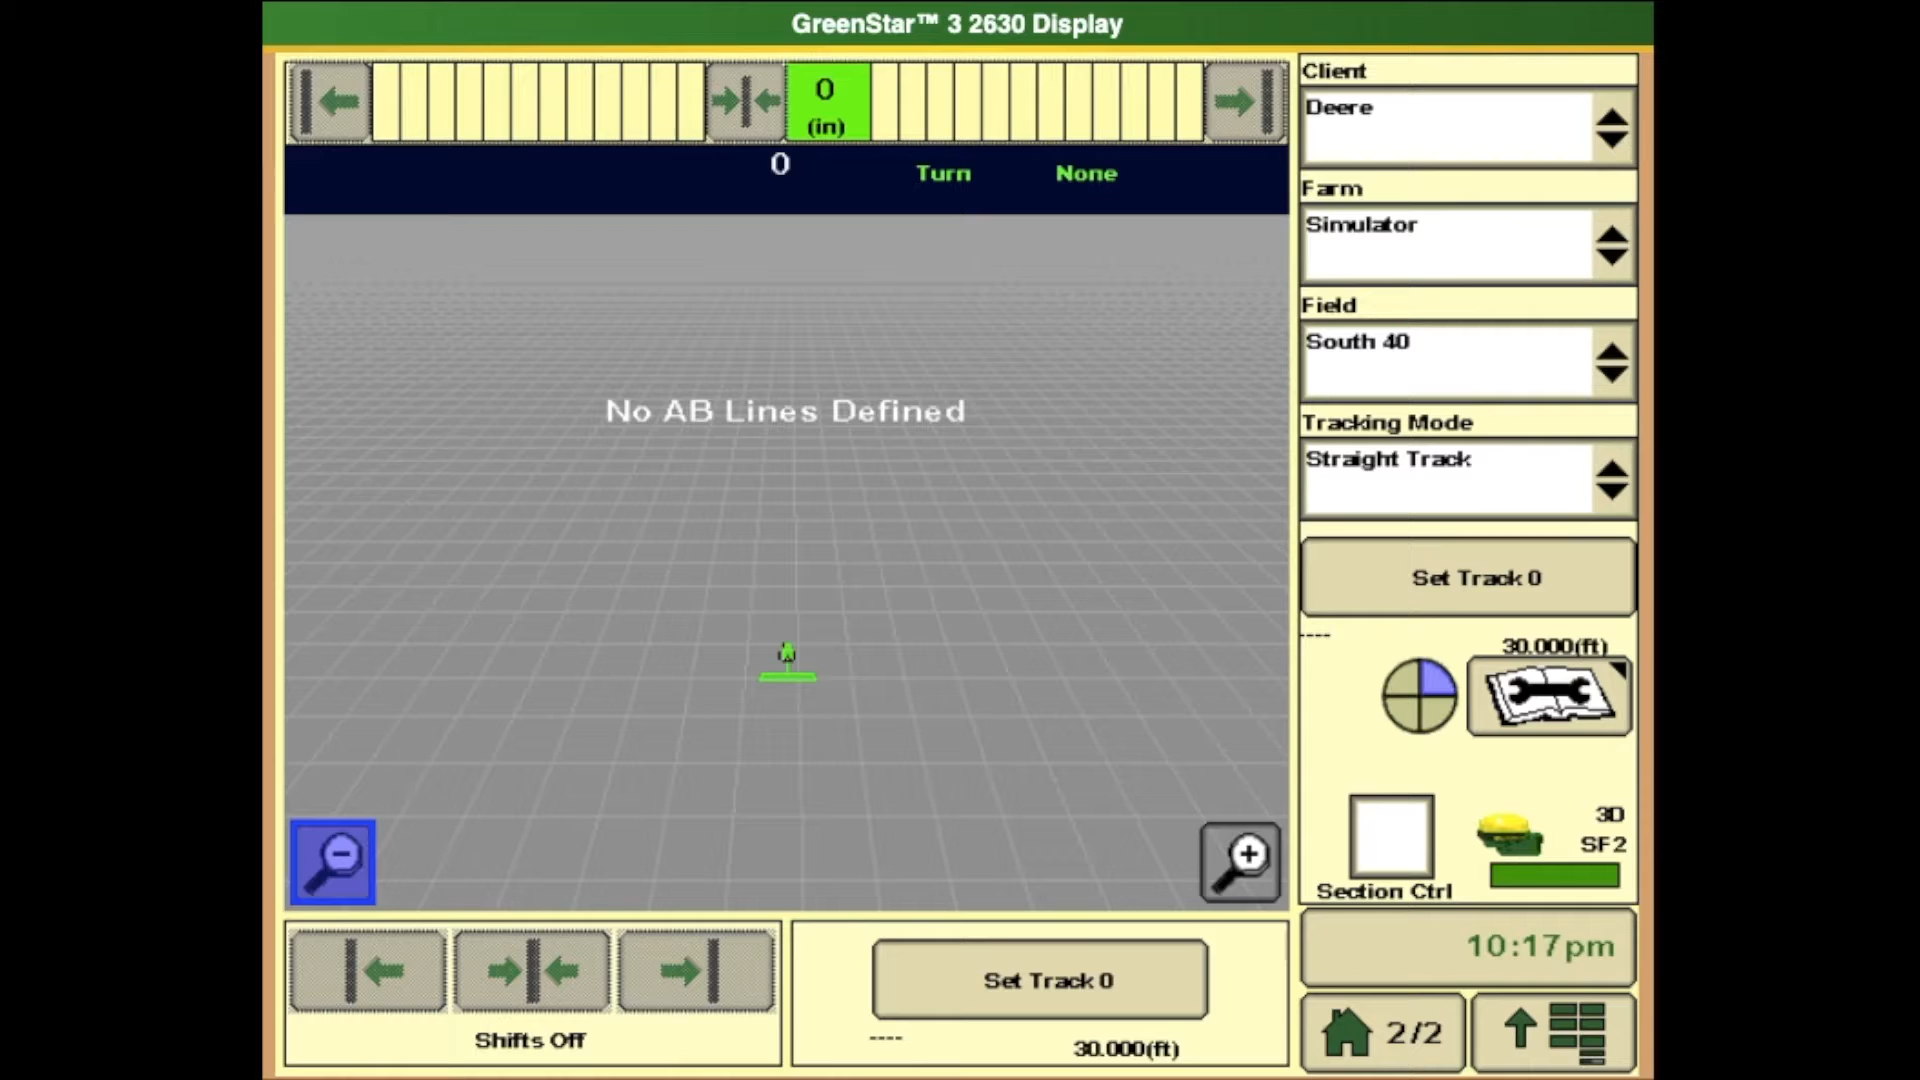 GreenStar™ 3 2630 Display
0
(in)
0
Turn
None
No AB Lines Defined
Shifts Off
Set Track 0
----
30.000(ft)
Client
Deere
Farm
Simulator
Field
South 40
Tracking Mode
Straight Track
Set Track 0
----
30.000(ft)
3D
SF2
Section Ctrl
10:17pm
2/2